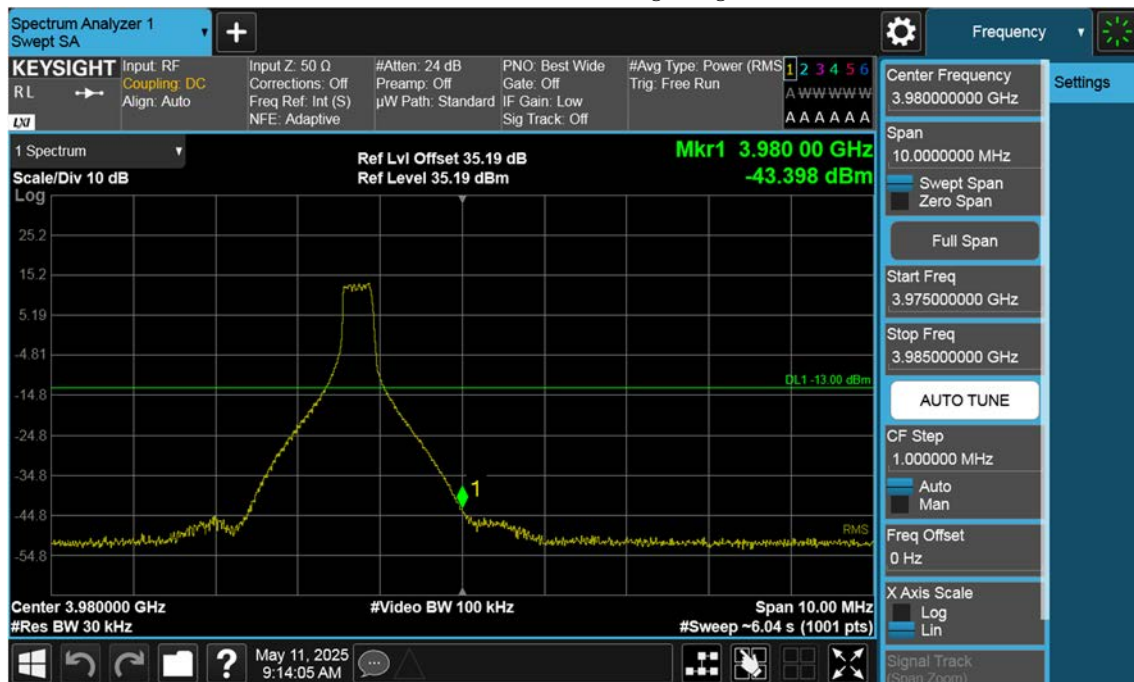 Spectrum Analyzer 1
Swept SA
+
Frequency
KEYSIGHT
RL
LXI
Input: RF
Coupling: DC
Align: Auto
Input Z: 50 Ω
Corrections: Off
Freq Ref: Int (S)
NFE: Adaptive
#Atten: 24 dB
Preamp: Off
µW Path: Standard
PNO: Best Wide
Gate: Off
IF Gain: Low
Sig Track: Off
#Avg Type: Power (RMS
Trig: Free Run
1 2 3 4 5 6
A W W W W W
A A A A A A
1 Spectrum
Scale/Div 10 dB
Ref Lvl Offset 35.19 dB
Ref Level 35.19 dBm
Mkr1 3.980 00 GHz
-43.398 dBm
Log
25.2
15.2
5.19
-4.81
-14.8
-24.8
-34.8
-44.8
-54.8
DL1 -13.00 dBm
1
RMS
Center 3.980000 GHz
#Res BW 30 kHz
#Video BW 100 kHz
Span 10.00 MHz
#Sweep ~6.04 s (1001 pts)
?
May 11, 2025
9:14:05 AM
Center Frequency
3.980000000 GHz
Span
10.0000000 MHz
Swept Span
Zero Span
Full Span
Start Freq
3.975000000 GHz
Stop Freq
3.985000000 GHz
AUTO TUNE
CF Step
1.000000 MHz
Auto
Man
Freq Offset
0 Hz
X Axis Scale
Log
Lin
Signal Track
(Span Zoom)
Settings